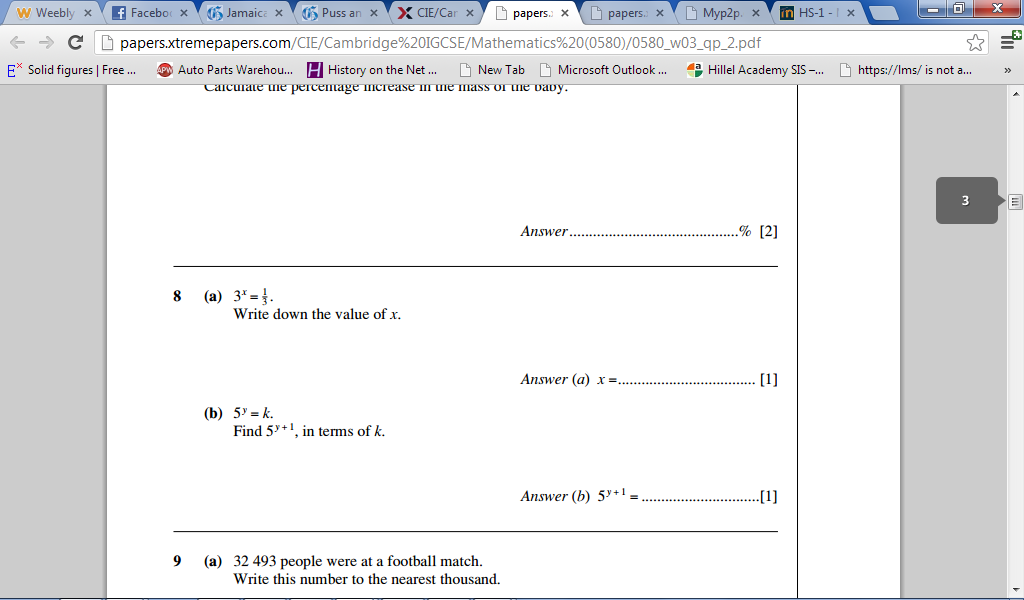 Weebly
Faceboo
Jamaica
Puss an
CIE/Car
papers.
papers.
Myp2p.
HS-1 -
papers.xtremepapers.com/CIE/Cambridge%20IGCSE/Mathematics%20(0580)/0580_w03_qp_2.pdf
Solid figures | Free ... Auto Parts Warehou... History on the Net ... New Tab Microsoft Outlook ... Hillel Academy SIS –... https://lms/ is not a... »
Calculate the percentage increase in the mass of the baby.
3
Answer..........................................% [2]
8 (a) 3ˣ = 1/3.
Write down the value of x.
Answer (a) x =.................................. [1]
(b) 5ʸ = k.
Find 5ʸ⁺¹, in terms of k.
Answer (b) 5ʸ⁺¹ = .............................[1]
9 (a) 32 493 people were at a football match.
Write this number to the nearest thousand.